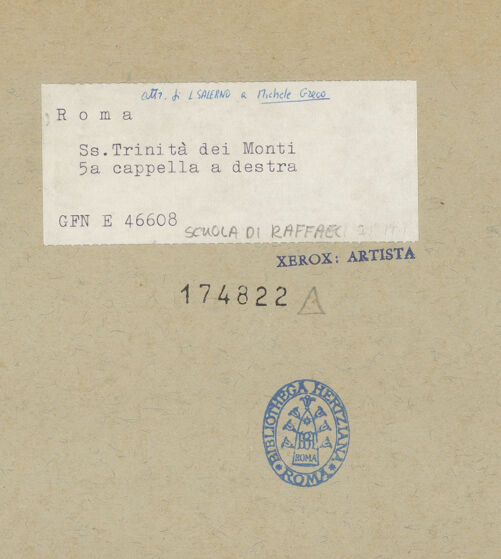 attr. di L SALERNO a Michele Greco
Roma
Ss.Trinità dei Monti
5a cappella a destra
GFN E 46608
SCUOLA DI RAFFAEL
XEROX: ARTISTA
174822 A
BIBLIOTHECA HERTZIANA
ROMA
ROMA